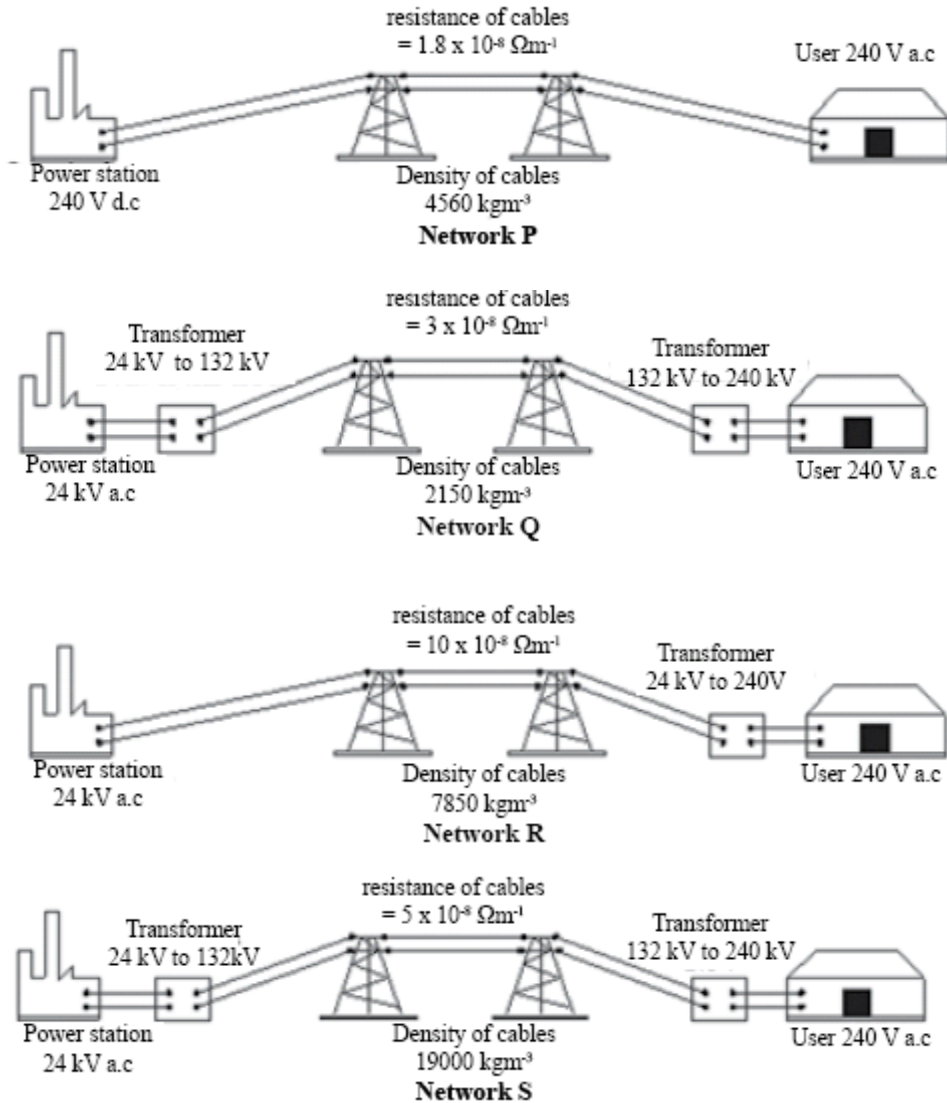 resistance of cables
= 1.8 x 10⁻⁸ Ωm⁻¹
User 240 V a.c
Power station
240 V d.c
Density of cables
4560 kgm⁻³
Network P
resistance of cables
= 3 x 10⁻⁸ Ωm⁻¹
Transformer
24 kV to 132 kV
Transformer
132 kV to 240 kV
Power station
24 kV a.c
Density of cables
2150 kgm⁻³
Network Q
User 240 V a.c
resistance of cables
= 10 x 10⁻⁸ Ωm⁻¹
Transformer
24 kV to 240V
Power station
24 kV a.c
Density of cables
7850 kgm⁻³
Network R
User 240 V a.c
resistance of cables
= 5 x 10⁻⁸ Ωm⁻¹
Transformer
24 kV to 132kV
Transformer
132 kV to 240 kV
Power station
24 kV a.c
Density of cables
19000 kgm⁻³
Network S
User 240 V a.c